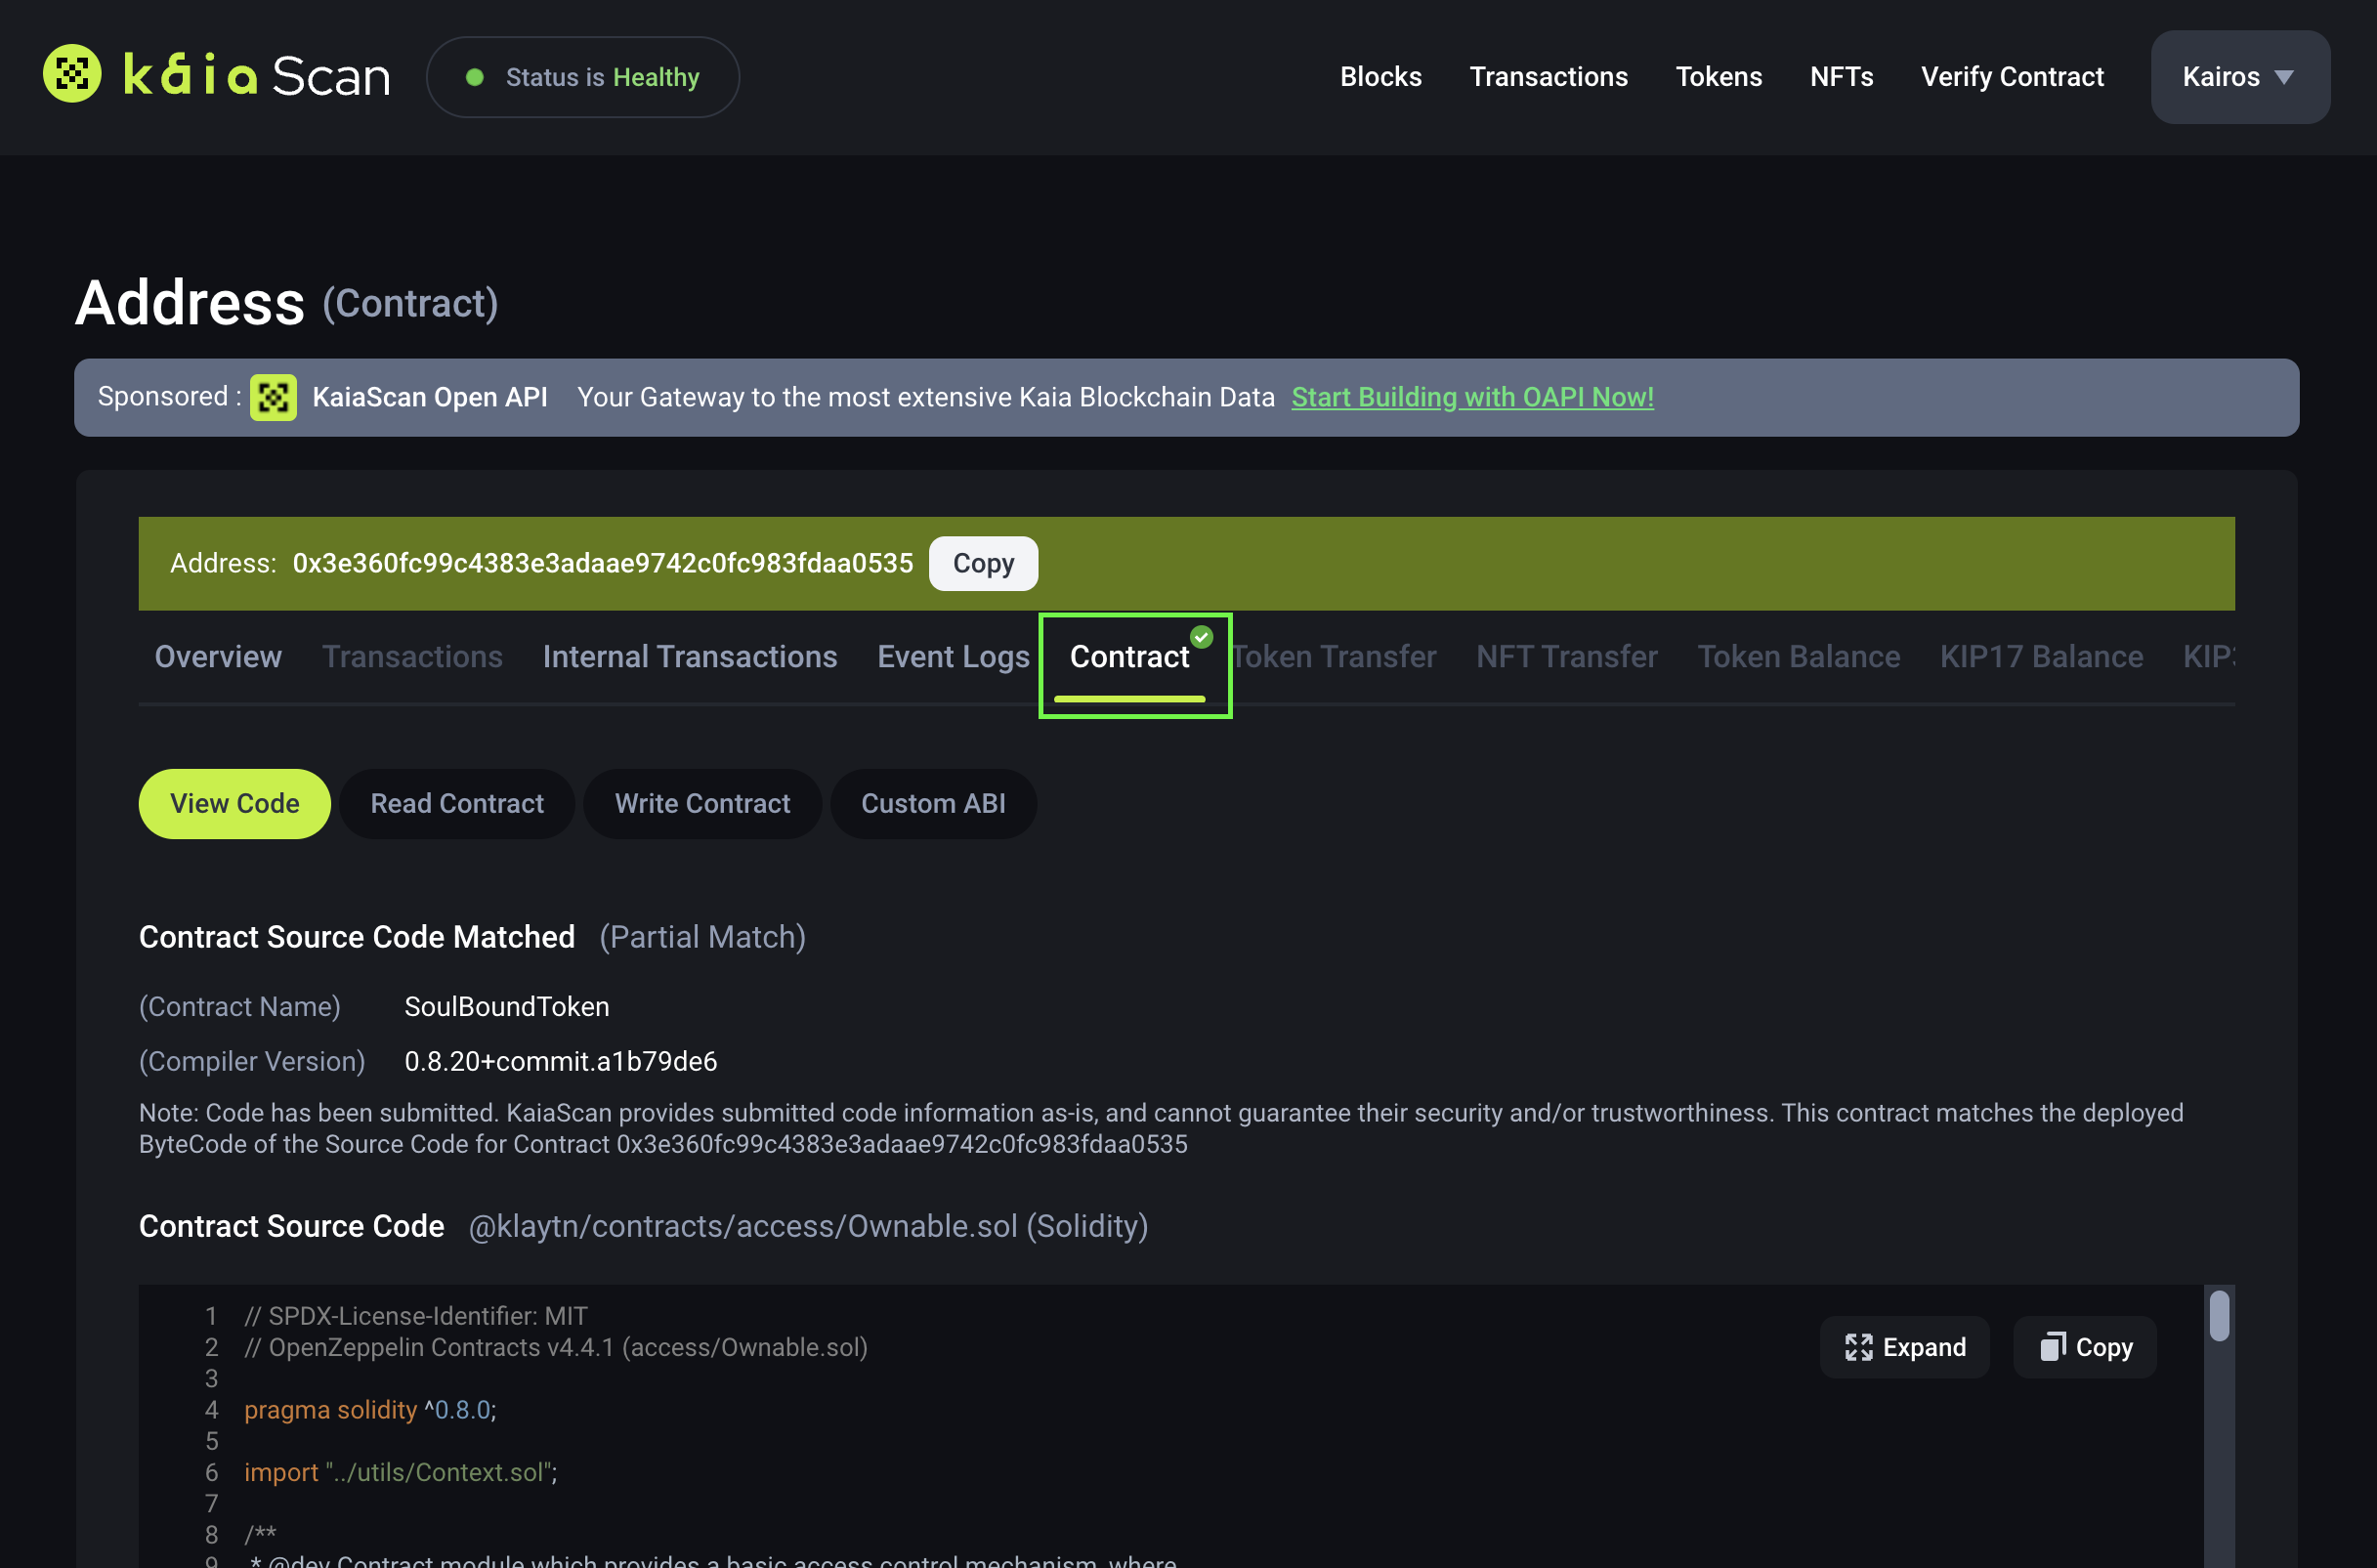 kaia Scan
Status is Healthy
Blocks Transactions Tokens NFTs Verify Contract Kairos
Address (Contract)
Sponsored : KaiaScan Open API Your Gateway to the most extensive Kaia Blockchain Data Start Building with OAPI Now!
Address: 0x3e360fc99c4383e3adaae9742c0fc983fdaa0535 Copy
Overview Transactions Internal Transactions Event Logs Contract Token Transfer NFT Transfer Token Balance KIP17 Balance
View Code Read Contract Write Contract Custom ABI
Contract Source Code Matched (Partial Match)
(Contract Name) SoulBoundToken
(Compiler Version) 0.8.20+commit.a1b79de6
Note: Code has been submitted. KaiaScan provides submitted code information as-is, and cannot guarantee their security and/or trustworthiness. This contract matches the deployed
ByteCode of the Source Code for Contract 0x3e360fc99c4383e3adaae9742c0fc983fdaa0535
Contract Source Code @klaytn/contracts/access/Ownable.sol (Solidity)
1 // SPDX-License-Identifier: MIT
Expand Copy
2 // OpenZeppelin Contracts v4.4.1 (access/Ownable.sol)
3
4 pragma solidity ^0.8.0;
5
6 import "../utils/Context.sol";
7
8 /**
9 * @dev Contract module which provides a basic access control mechanism, where